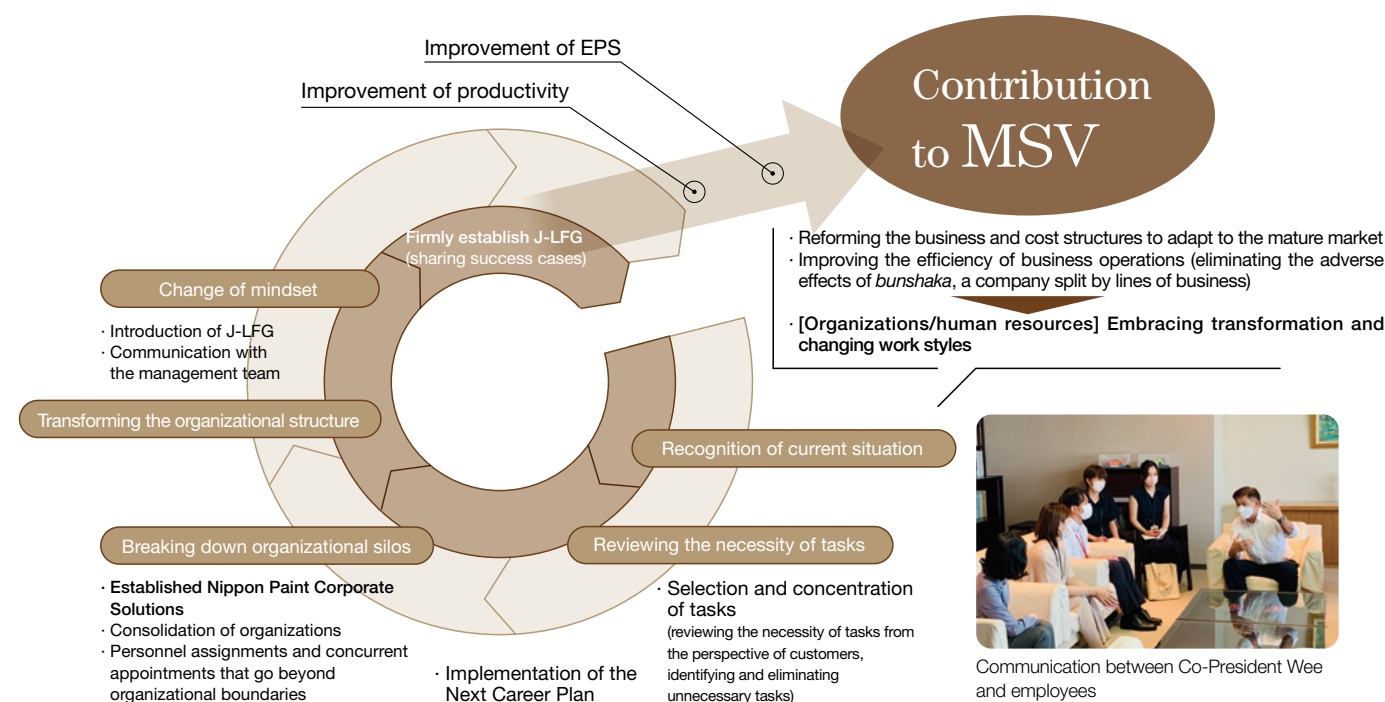 Improvement of EPS
Improvement of productivity
Contribution
to MSV
Firmly establish J-LFG
(sharing success cases)
Change of mindset
· Introduction of J-LFG
· Communication with
the management team
Transforming the organizational structure
Breaking down organizational silos
· Established Nippon Paint Corporate
Solutions
· Consolidation of organizations
· Personnel assignments and concurrent
appointments that go beyond
organizational boundaries
· Implementation of the
Next Career Plan
Reviewing the necessity of tasks
· Selection and concentration
of tasks
(reviewing the necessity of tasks from
the perspective of customers,
identifying and eliminating
unnecessary tasks)
Recognition of current situation
· Reforming the business and cost structures to adapt to the mature market
· Improving the efficiency of business operations (eliminating the adverse
effects of bunshaka, a company split by lines of business)
· [Organizations/human resources] Embracing transformation and
changing work styles
Communication between Co-President Wee
and employees